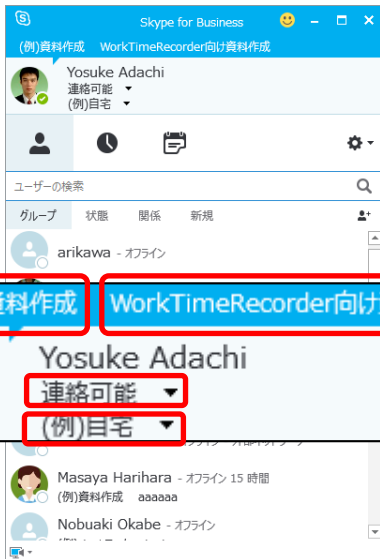 Skype for Business
(例)資料作成 WorkTimeRecorder向け資料作成
Yosuke Adachi
連絡可能
(例)自宅
ユーザーの検索
グループ 状態 関係 新規
arikawa - オフライン
資料作成 WorkTimeRecorder向け
Yosuke Adachi
連絡可能
(例)自宅
Masaya Harihara - オフライン 15 時間
(例)資料作成 aaaaaa
Nobuaki Okabe - オフライン